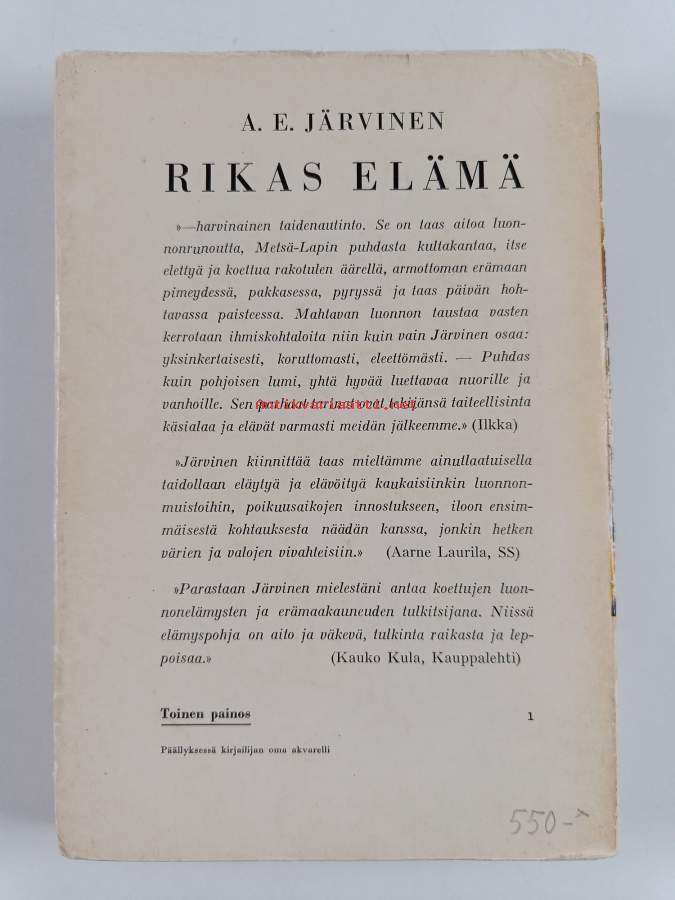 A. E. JÄRVINEN
RIKAS ELÄMÄ
»—harvinainen taidenautinto. Se on taas aitoa luon-
nonrunoutta, Metsä-Lapin puhdasta kultakantaa, itse
elettyä ja koettua rakotulen äärellä, armottoman erämaan
pimeydessä, pakkasessa, pyryssä ja taas päivän hoh-
tavassa paisteessa. Mahtavan luonnon taustaa vasten
kerrotaan ihmiskohtaloita niin kuin vain Järvinen osaa:
yksinkertaisesti, koruttomasti, eleettömästi. — Puhdas
kuin pohjoisen lumi, yhtä hyvää luettavaa nuorille ja
vanhoille. Sen parhaat tarinat ovat tekijänsä taiteellisinta
Antikvariaatti.net
käsialaa ja elävät varmasti meidän jälkeemme.» (Ilkka)
»Järvinen kiinnittää taas mieltämme ainutlaatuisella
taidollaan eläytyä ja elävöityä kaukaisiinkin luonnon-
muistoihin, poikuusaikojen innostukseen, iloon ensim-
mäisestä kohtauksesta näädän kanssa, jonkin hetken
värien ja valojen vivahteisiin.» (Aarne Laurila, SS)
»Parastaan Järvinen mielestäni antaa koettujen luon-
nonelämysten ja erämaakauneuden tulkitsijana. Niissä
elämyspohja on aito ja väkevä, tulkinta raikasta ja lep-
poisaa.» (Kauko Kula, Kauppalehti)
Toinen painos 1
Päällyksessä kirjailijan oma akvarelli
550-